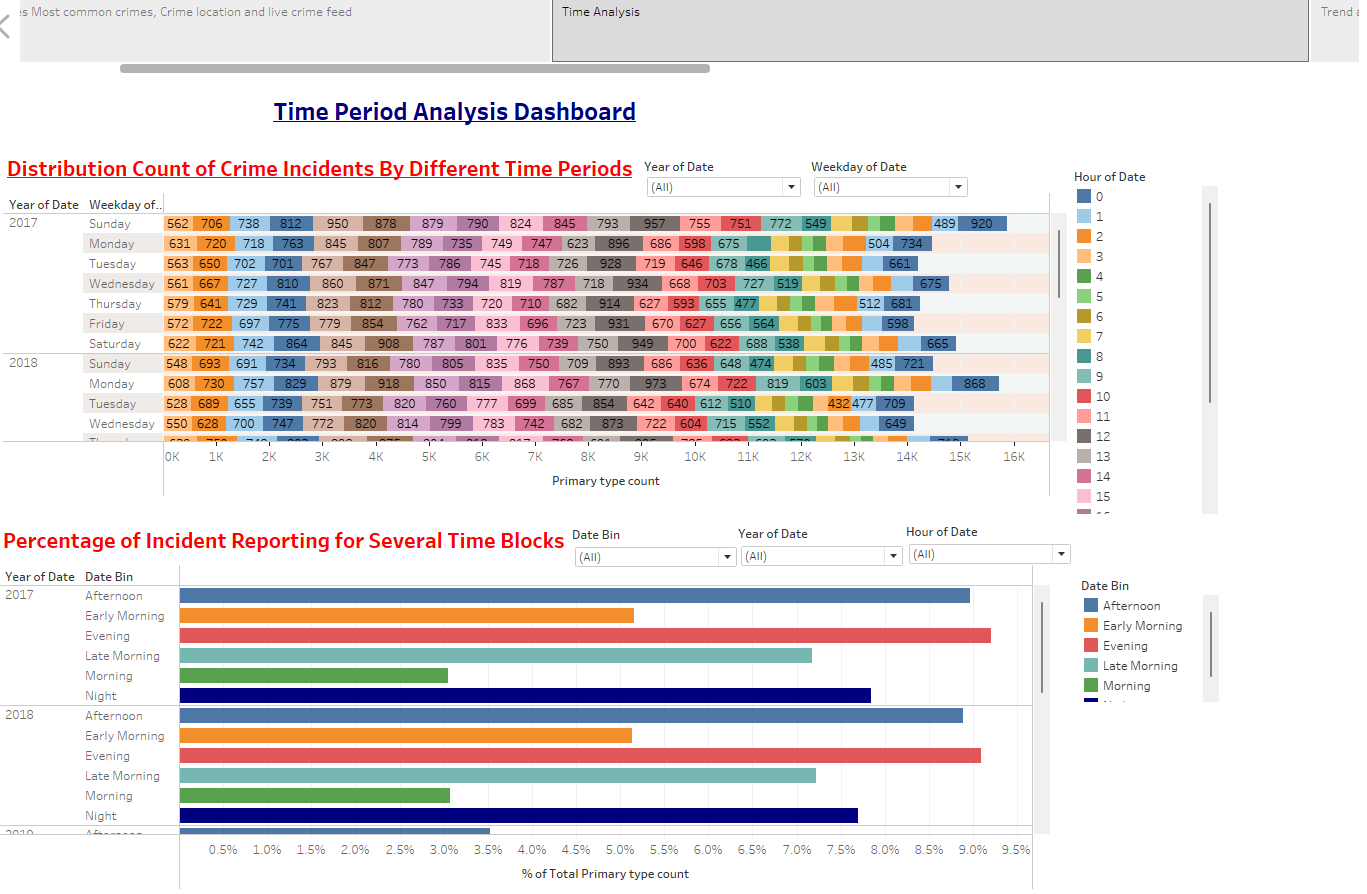 es Most common crimes, Crime location and live crime feed
Time Analysis
Trend a
Time Period Analysis Dashboard
Distribution Count of Crime Incidents By Different Time Periods
Year of Date
(All)
Weekday of Date
(All)
Year of Date Weekday of..
2017 Sunday 562 706 738 812 950 878 879 790 824 845 793 957 755 751 772 549 489 920
Monday 631 720 718 763 845 807 789 735 749 747 623 896 686 598 675 504 734
Tuesday 563 650 702 701 767 847 773 786 745 718 726 928 719 646 678 466 661
Wednesday 561 667 727 810 860 871 847 794 819 787 718 934 668 703 727 519 675
Thursday 579 641 729 741 823 812 780 733 720 710 682 914 627 593 655 477 512 681
Friday 572 722 697 775 779 854 762 717 833 696 723 931 670 627 656 564 598
Saturday 622 721 742 864 845 908 787 801 776 739 750 949 700 622 688 538 665
2018 Sunday 548 693 691 734 793 816 780 805 835 750 709 893 686 636 648 474 485 721
Monday 608 730 757 829 879 918 850 815 868 767 770 973 674 722 819 603 868
Tuesday 528 689 655 739 751 773 820 760 777 699 685 854 642 640 612 510 432 477 709
Wednesday 550 628 700 747 772 820 814 799 783 742 682 873 722 604 715 552 649
0K 1K 2K 3K 4K 5K 6K 7K 8K 9K 10K 11K 12K 13K 14K 15K 16K
Primary type count
Hour of Date
0
1
2
3
4
5
6
7
8
9
10
11
12
13
14
15
Percentage of Incident Reporting for Several Time Blocks
Date Bin
(All)
Year of Date
(All)
Hour of Date
(All)
Year of Date Date Bin
2017 Afternoon
Early Morning
Evening
Late Morning
Morning
Night
2018 Afternoon
Early Morning
Evening
Late Morning
Morning
Night
2019 Afternoon
0.5% 1.0% 1.5% 2.0% 2.5% 3.0% 3.5% 4.0% 4.5% 5.0% 5.5% 6.0% 6.5% 7.0% 7.5% 8.0% 8.5% 9.0% 9.5%
% of Total Primary type count
Date Bin
Afternoon
Early Morning
Evening
Late Morning
Morning